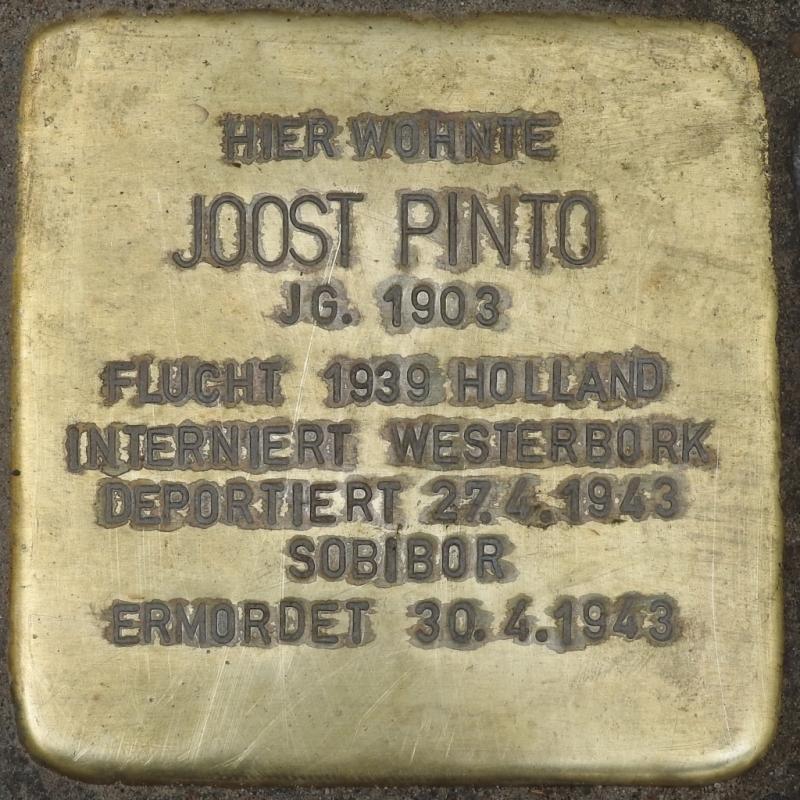 HIER WOHNTE
JOOST PINTO
JG. 1903
FLUCHT 1939 HOLLAND
INTERNIERT WESTERBORK
DEPORTIERT 27.4.1943
SOBIBOR
ERMORDET 30.4.1943